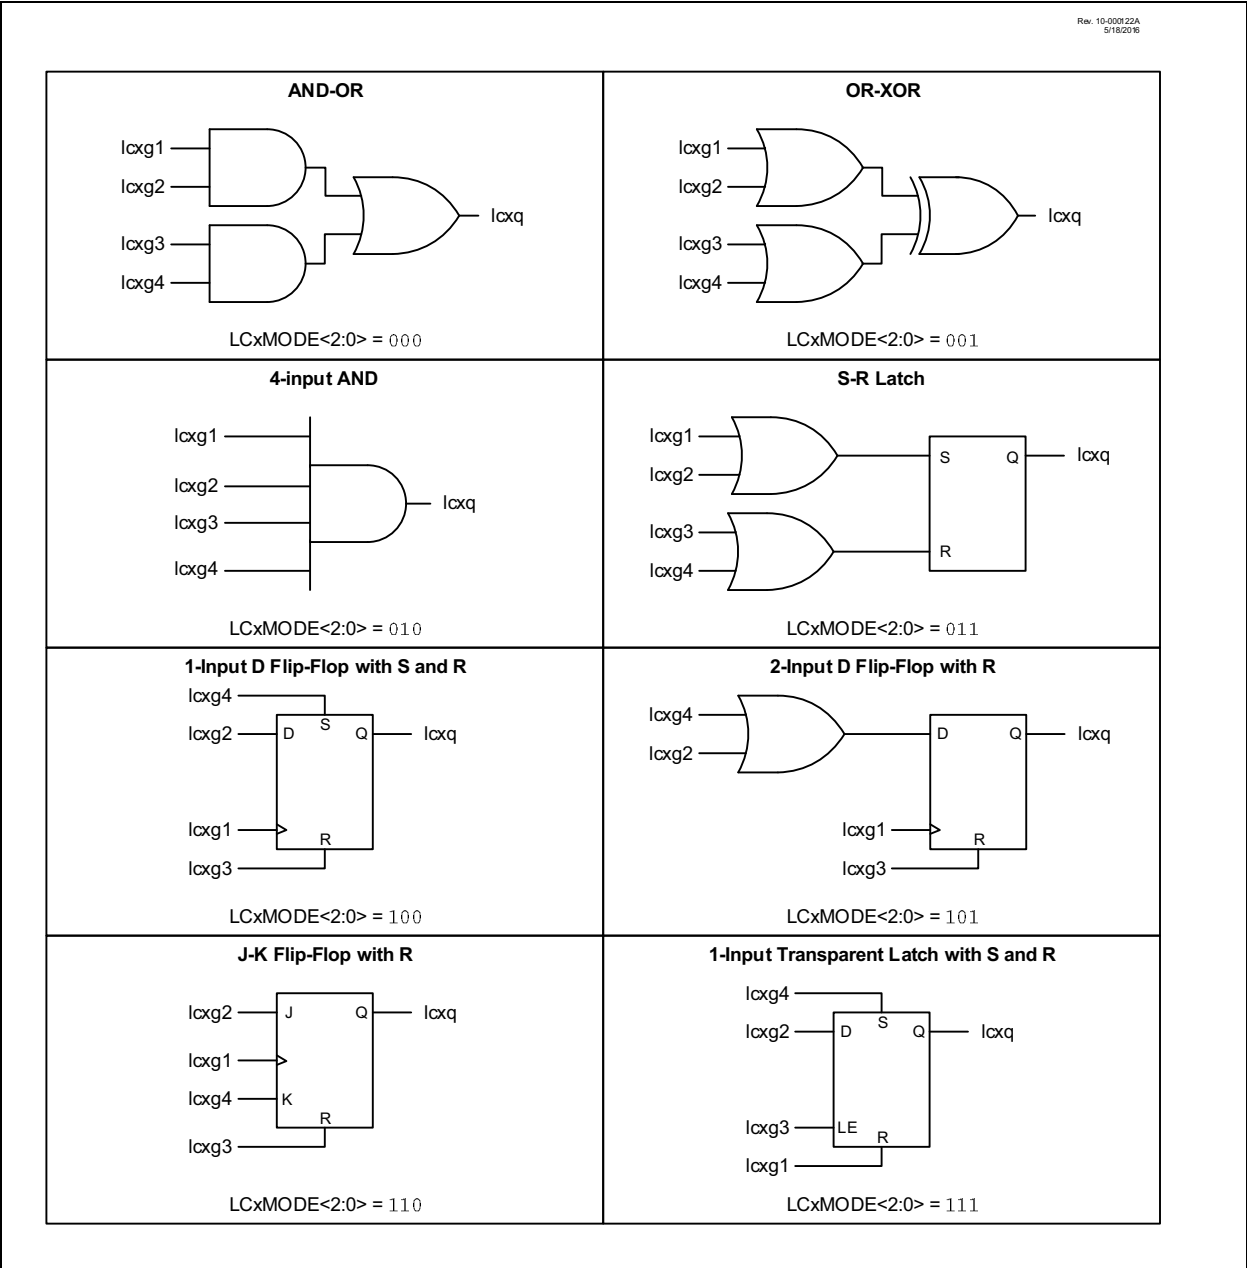 Rev. 10-000122A
5/18/2016
AND-OR
lcxg1
lcxg2
lcxg3
lcxg4
lcxq
LCxMODE<2:0> = 000
OR-XOR
lcxg1
lcxg2
lcxg3
lcxg4
lcxq
LCxMODE<2:0> = 001
4-input AND
lcxg1
lcxg2
lcxg3
lcxg4
lcxq
LCxMODE<2:0> = 010
S-R Latch
lcxg1
lcxg2
lcxg3
lcxg4
S
Q
lcxq
R
LCxMODE<2:0> = 011
1-Input D Flip-Flop with S and R
lcxg4
S
lcxg2
D
Q
lcxq
lcxg1
R
lcxg3
LCxMODE<2:0> = 100
2-Input D Flip-Flop with R
lcxg4
lcxg2
D
Q
lcxq
lcxg1
R
lcxg3
LCxMODE<2:0> = 101
J-K Flip-Flop with R
lcxg2
J
Q
lcxq
lcxg1
lcxg4
K
R
lcxg3
LCxMODE<2:0> = 110
1-Input Transparent Latch with S and R
lcxg4
S
lcxg2
D
Q
lcxq
lcxg3
LE
R
lcxg1
LCxMODE<2:0> = 111